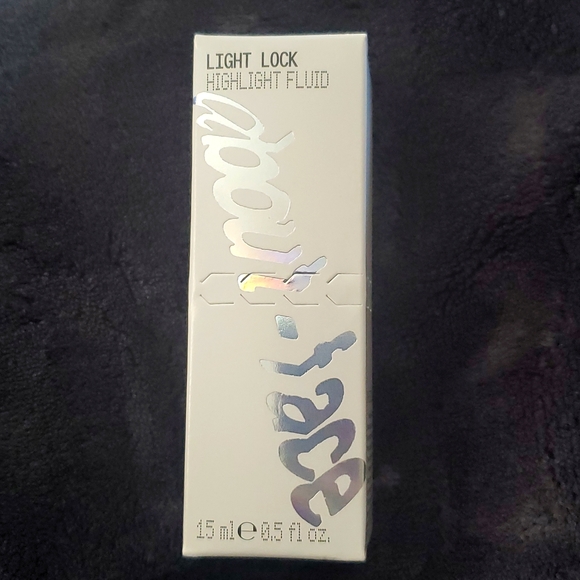 LIGHT LOCK
HIGHLIGHT FLUID
about-face
15 ml e 0.5 fl oz.